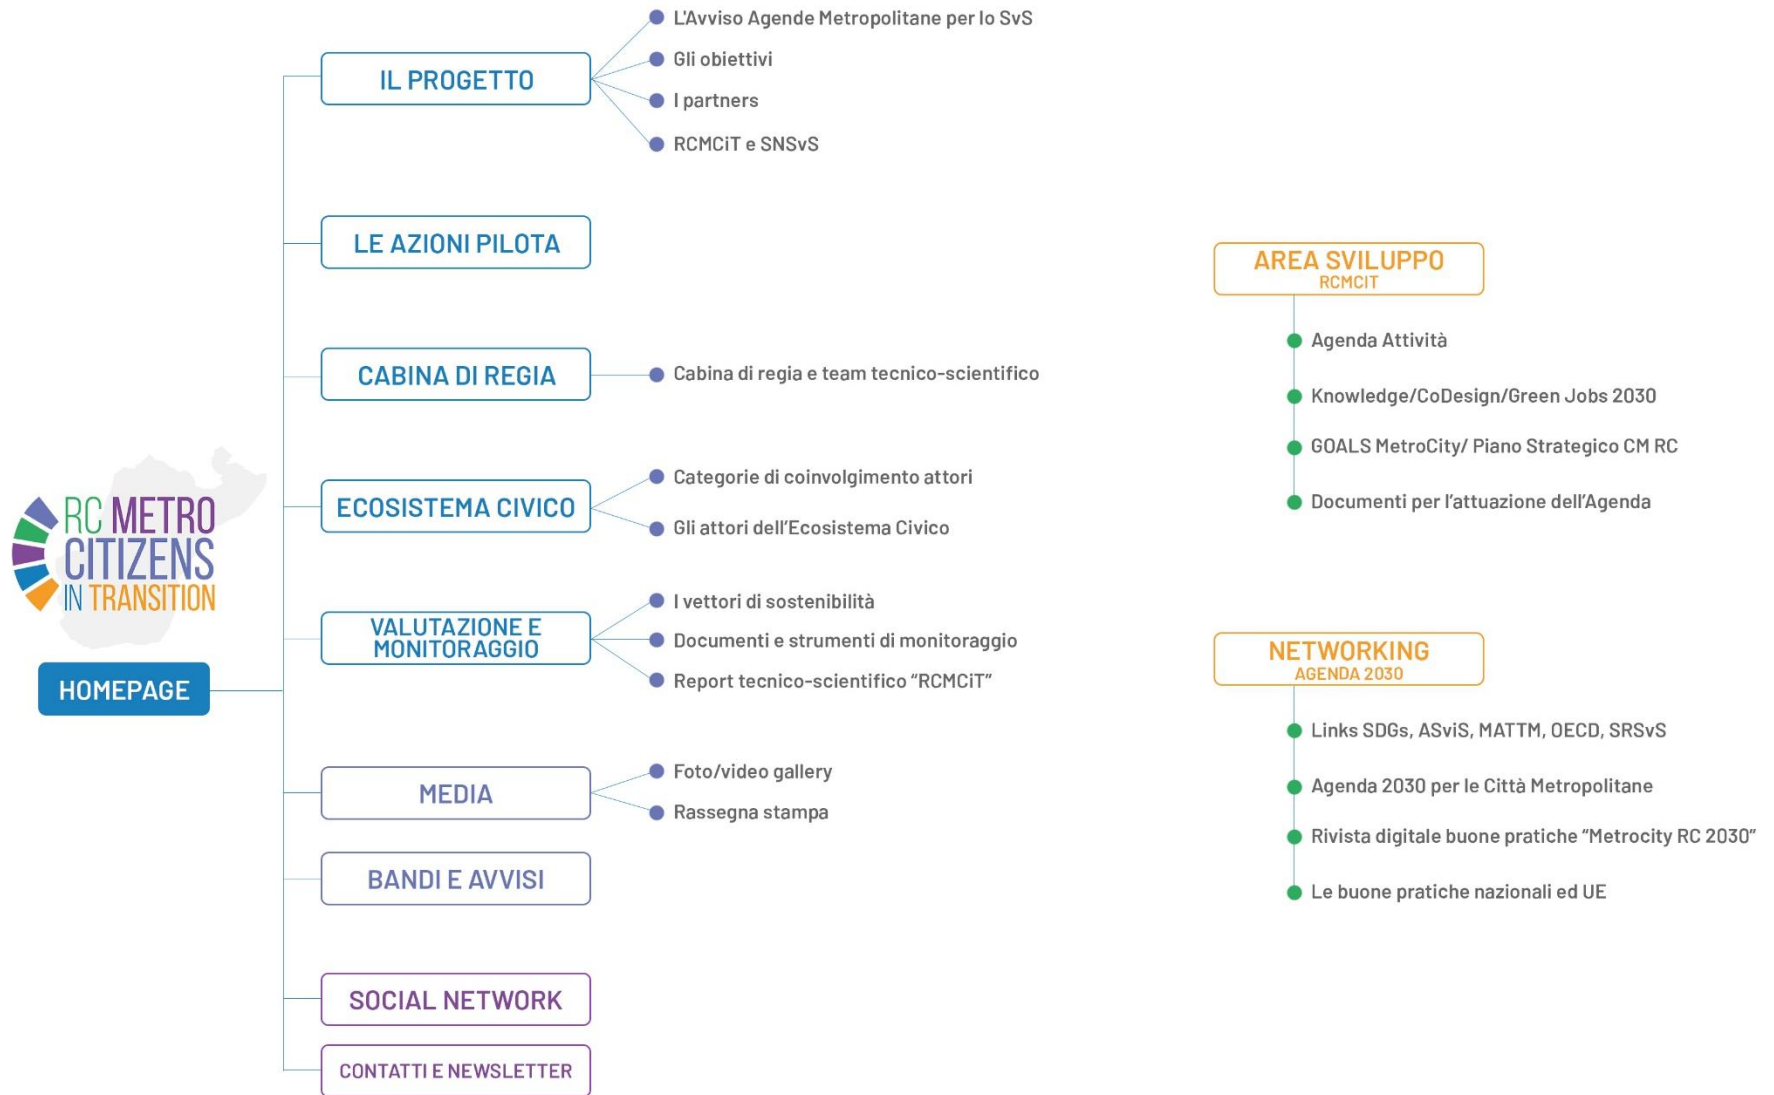 RC METRO
CITIZENS
IN TRANSITION
HOMEPAGE
IL PROGETTO
L'Avviso Agende Metropolitane per lo SvS
Gli obiettivi
I partners
RCMCiT e SNSvS
LE AZIONI PILOTA
CABINA DI REGIA
Cabina di regia e team tecnico-scientifico
ECOSISTEMA CIVICO
Categorie di coinvolgimento attori
Gli attori dell'Ecosistema Civico
VALUTAZIONE E
MONITORAGGIO
I vettori di sostenibilità
Documenti e strumenti di monitoraggio
Report tecnico-scientifico “RCMCiT”
MEDIA
Foto/video gallery
Rassegna stampa
BANDI E AVVISI
SOCIAL NETWORK
CONTATTI E NEWSLETTER
AREA SVILUPPO
RCMCIT
Agenda Attività
Knowledge/CoDesign/Green Jobs 2030
GOALS MetroCity/ Piano Strategico CM RC
Documenti per l’attuazione dell’Agenda
NETWORKING
AGENDA 2030
Links SDGs, ASviS, MATTM, OECD, SRSvS
Agenda 2030 per le Città Metropolitane
Rivista digitale buone pratiche “Metrocity RC 2030”
Le buone pratiche nazionali ed UE